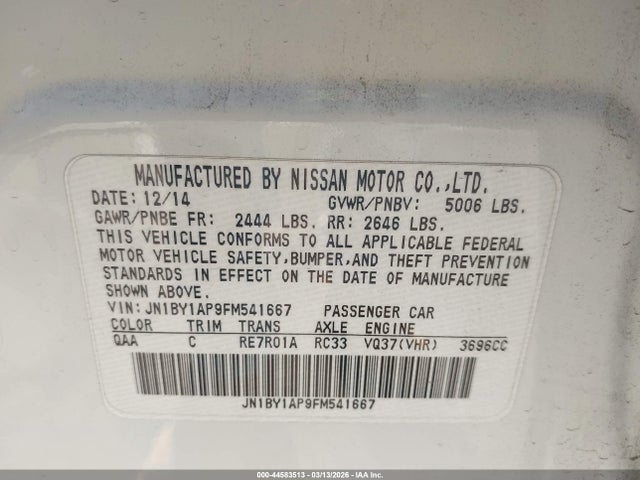 MANUFACTURED BY NISSAN MOTOR CO.,LTD.
DATE: 12/14 GVWR/PNBV: 5006 LBS.
GAWR/PNBE FR: 2444 LBS. RR: 2646 LBS.
THIS VEHICLE CONFORMS TO ALL APPLICABLE FEDERAL
MOTOR VEHICLE SAFETY,BUMPER,AND THEFT PREVENTION
STANDARDS IN EFFECT ON THE DATE OF MANUFACTURE
SHOWN ABOVE.
VIN: JN1BY1AP9FM541667 PASSENGER CAR
COLOR TRIM TRANS AXLE ENGINE
QAA C RE7R01A RC33 VQ37(VHR) 3696CC
JN1BY1AP9FM541667
000-44583513 | 03/13/2026 | IAA Inc.